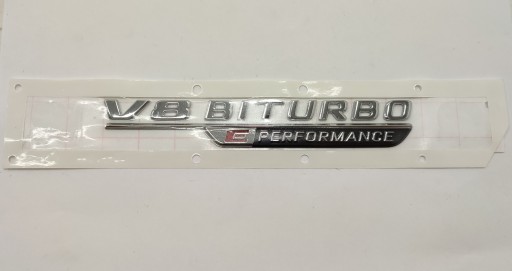 V8 BITURBO
E PERFORMANCE